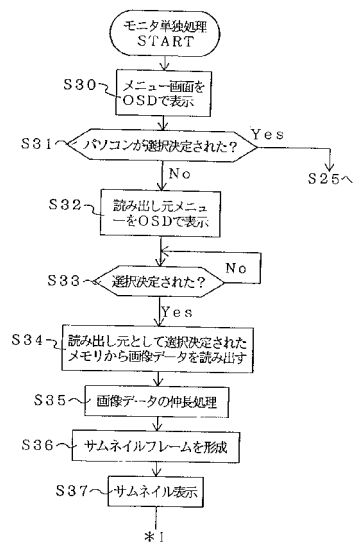 モニタ単独処理
START
S30
メニュー画面を
OSDで表示
S31
パソコンが選択決定された?
Yes
S25へ
No
S32
読み出し元メニュ
ーをOSDで表示
S33
選択決定された?
No
Yes
S34
読み出し元として選択決定された
メモリから画像データを読み出す
S35
画像データの伸長処理
S36
サムネイルフレームを形成
S37
サムネイル表示
*1